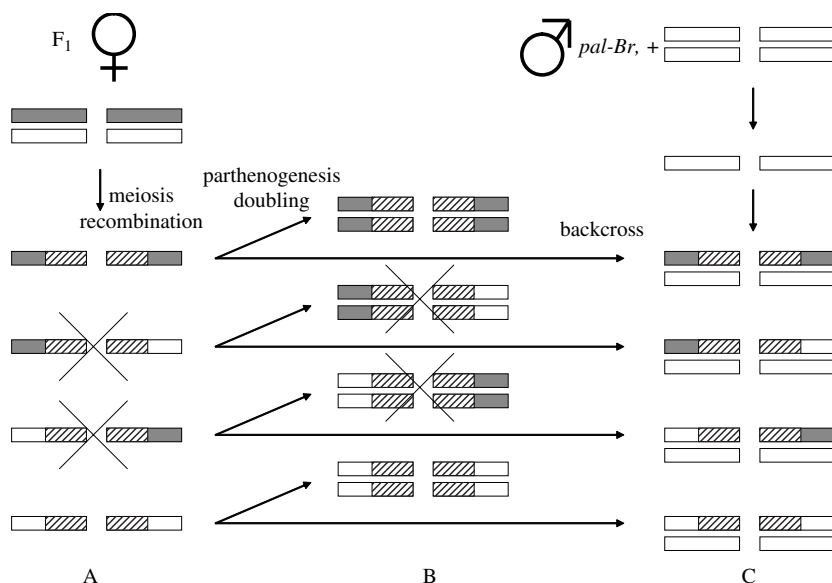 F1
pal-Br, +
meiosis
recombination
parthenogenesis
doubling
backcross
A
B
C